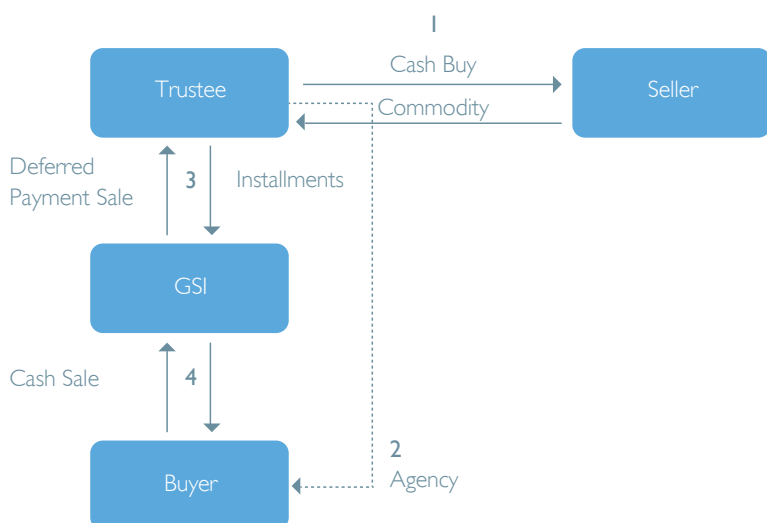 1
Cash Buy
Trustee
Seller
Commodity
Deferred
Payment Sale
3
Installments
GSI
Cash Sale
4
2
Agency
Buyer